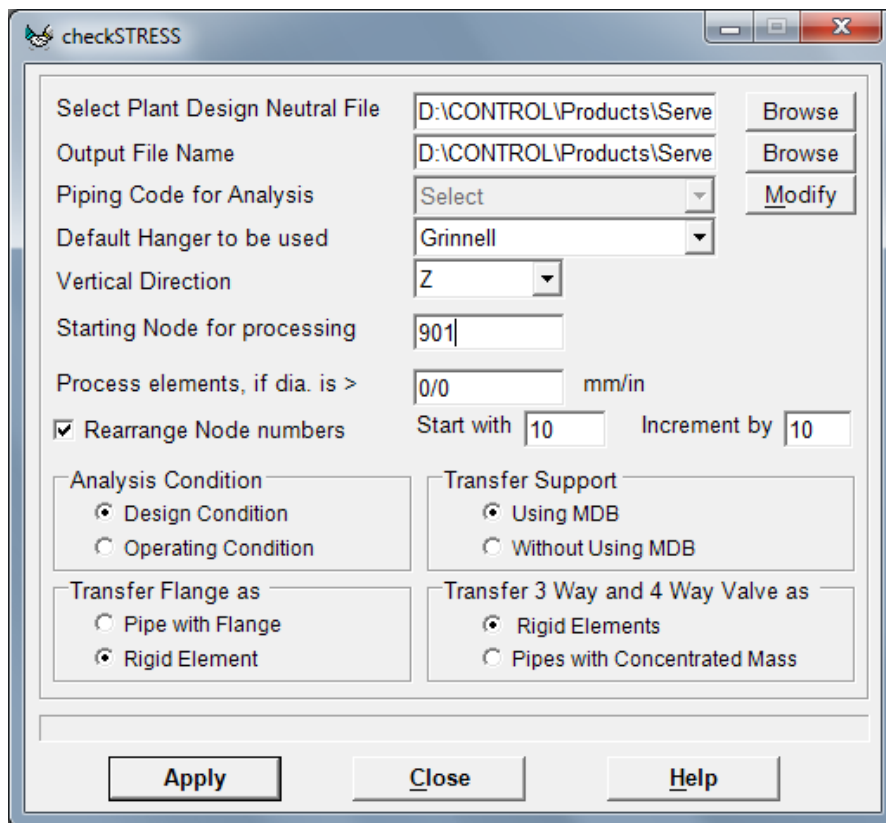 checkSTRESS
Select Plant Design Neutral File D:\CONTROL\Products\Serve Browse
Output File Name D:\CONTROL\Products\Serve Browse
Piping Code for Analysis Select Modify
Default Hanger to be used Grinnell
Vertical Direction Z
Starting Node for processing 901
Process elements, if dia. is > 0/0 mm/in
Rearrange Node numbers Start with 10 Increment by 10
Analysis Condition
Design Condition
Operating Condition
Transfer Support
Using MDB
Without Using MDB
Transfer Flange as
Pipe with Flange
Rigid Element
Transfer 3 Way and 4 Way Valve as
Rigid Elements
Pipes with Concentrated Mass
Apply Close Help